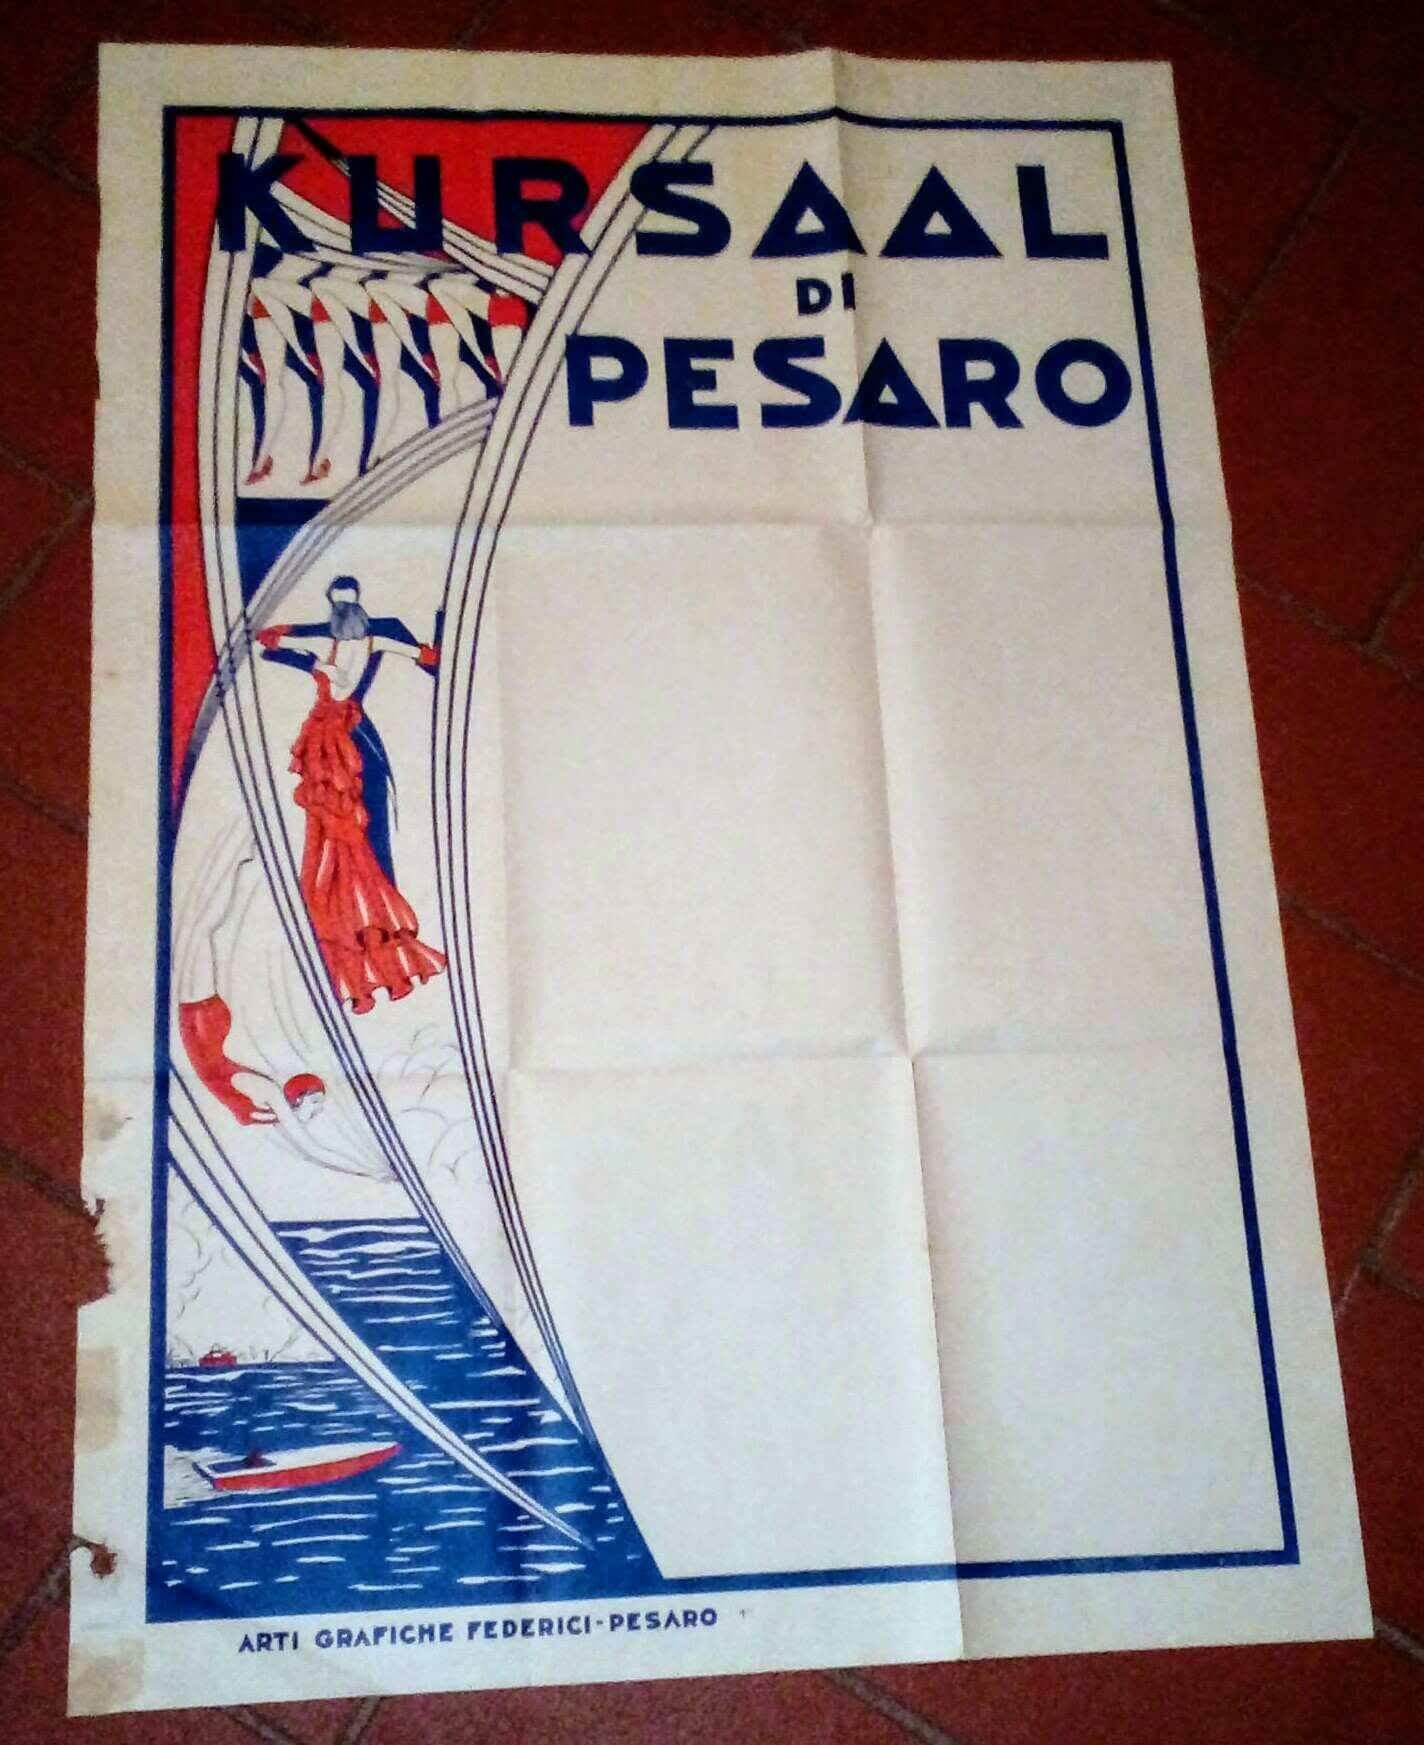 KURSAAL
DI
PESARO
ARTI GRAFICHE FEDERICI-PESARO